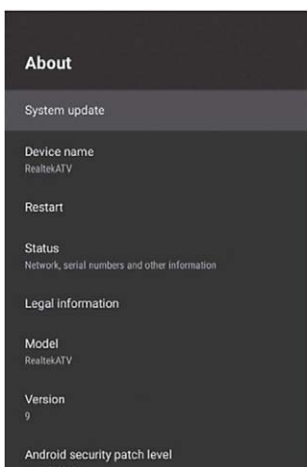 About
System update
Device name
RealtekATV
Restart
Status
Network, serial numbers and other information
Legal information
Model
RealtekATV
Version
9
Android security patch level